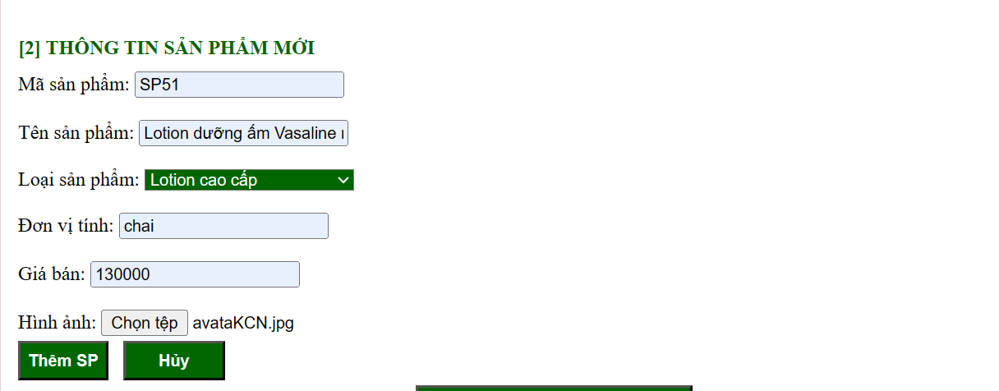 [2] THÔNG TIN SẢN PHẨM MỚI
Mã sản phẩm: SP51
Tên sản phẩm: Lotion dưỡng ấm Vasaline
Loại sản phẩm: Lotion cao cấp
Đơn vị tính: chai
Giá bán: 130000
Hình ảnh: Chọn tệp avataKCN.jpg
Thêm SP Hủy